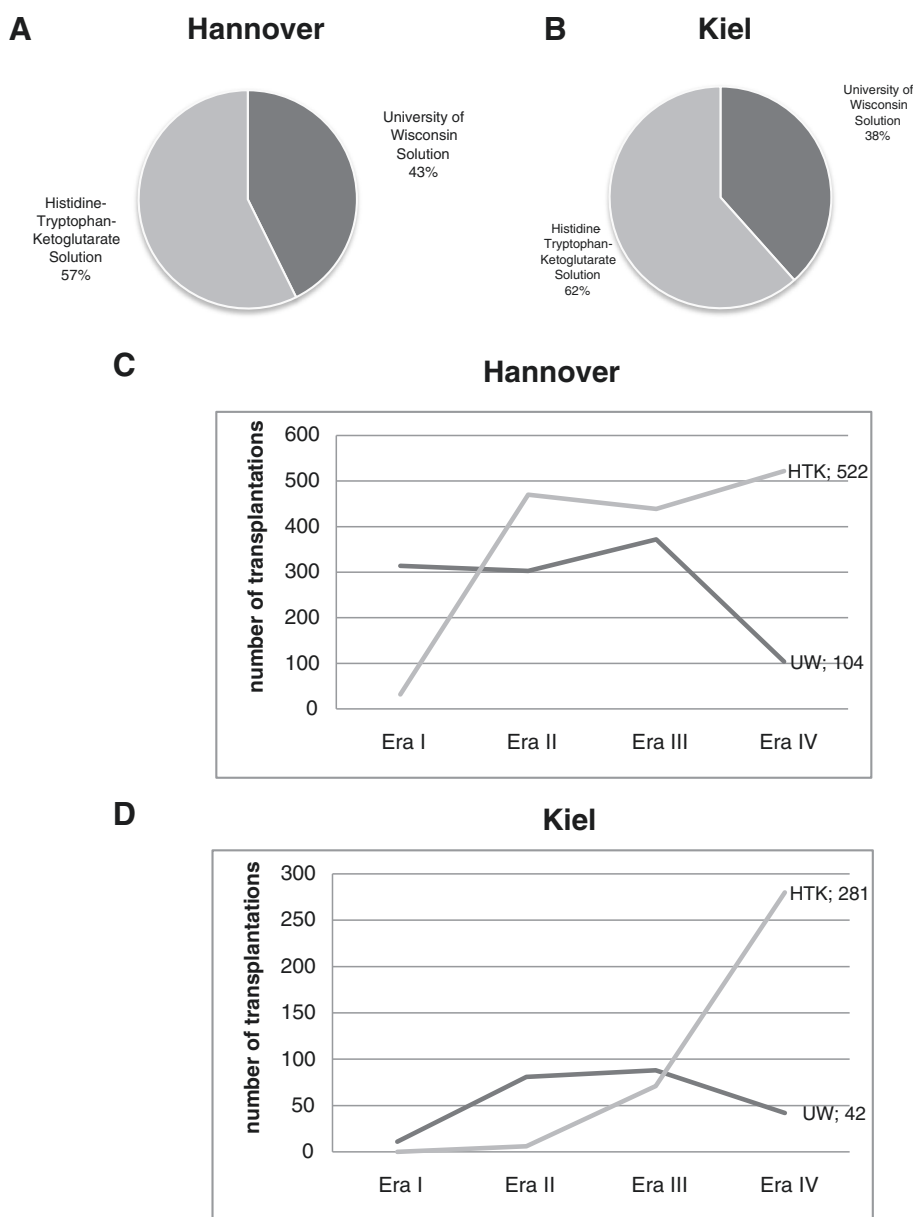 A
Hannover
B
Kiel
University of
Wisconsin
Solution
43%
Histidine-
Tryptophan-
Ketoglutarate
Solution
57%
University of
Wisconsin
Solution
38%
Histidine
Tryptophan-
Ketoglutarate
Solution
62%
C
Hannover
number of transplantations
600
500
400
300
200
100
0
HTK; 522
UW; 104
Era I
Era II
Era III
Era IV
D
Kiel
number of transplantations
300
250
200
150
100
50
0
HTK; 281
UW; 42
Era I
Era II
Era III
Era IV